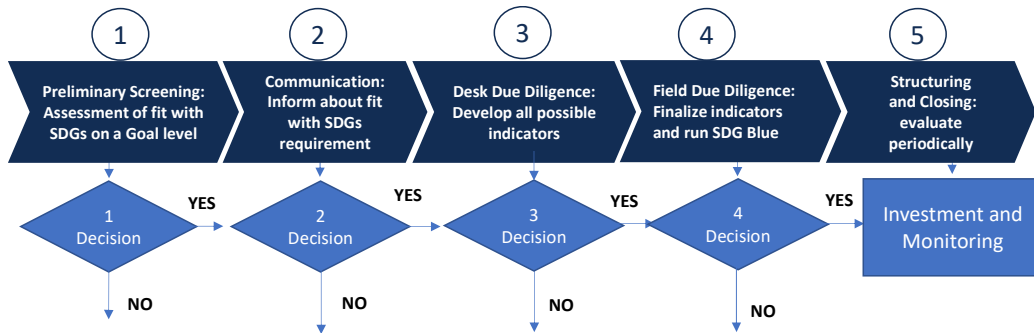 1
2
3
4
5
Preliminary Screening:
Assessment of fit with
SDGs on a Goal level
Communication:
Inform about fit
with SDGs
requirement
Desk Due Diligence:
Develop all possible
indicators
Field Due Diligence:
Finalize indicators
and run SDG Blue
Structuring
and Closing:
evaluate
periodically
1
Decision
YES
2
Decision
YES
3
Decision
YES
4
Decision
YES
Investment and
Monitoring
NO
NO
NO
NO